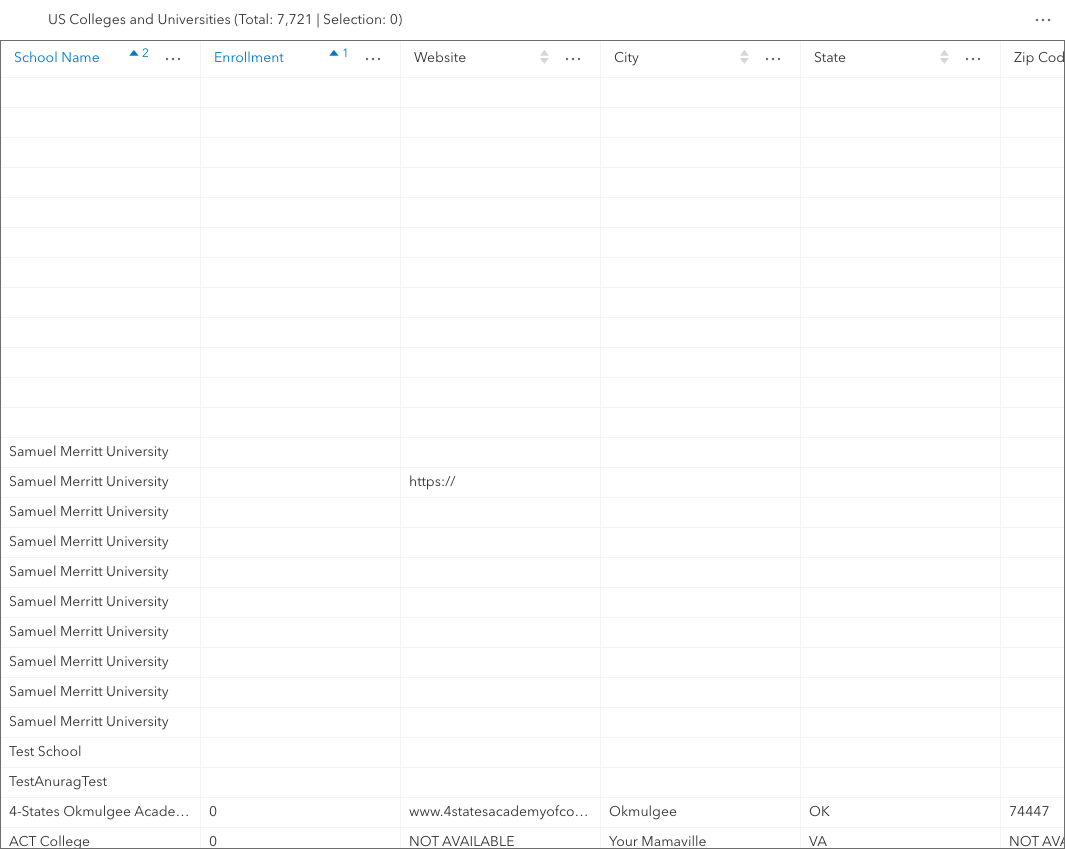 US Colleges and Universities (Total: 7,721 | Selection: 0)
School Name 2 Enrollment 1 Website City State Zip Cod
Samuel Merritt University
Samuel Merritt University https://
Samuel Merritt University
Samuel Merritt University
Samuel Merritt University
Samuel Merritt University
Samuel Merritt University
Samuel Merritt University
Samuel Merritt University
Samuel Merritt University
Test School
TestAnuragTest
4-States Okmulgee Acade... 0 www.4statesacademyofco... Okmulgee OK 74447
ACT College 0 NOT AVAILABLE Your Mamaville VA NOT AVA